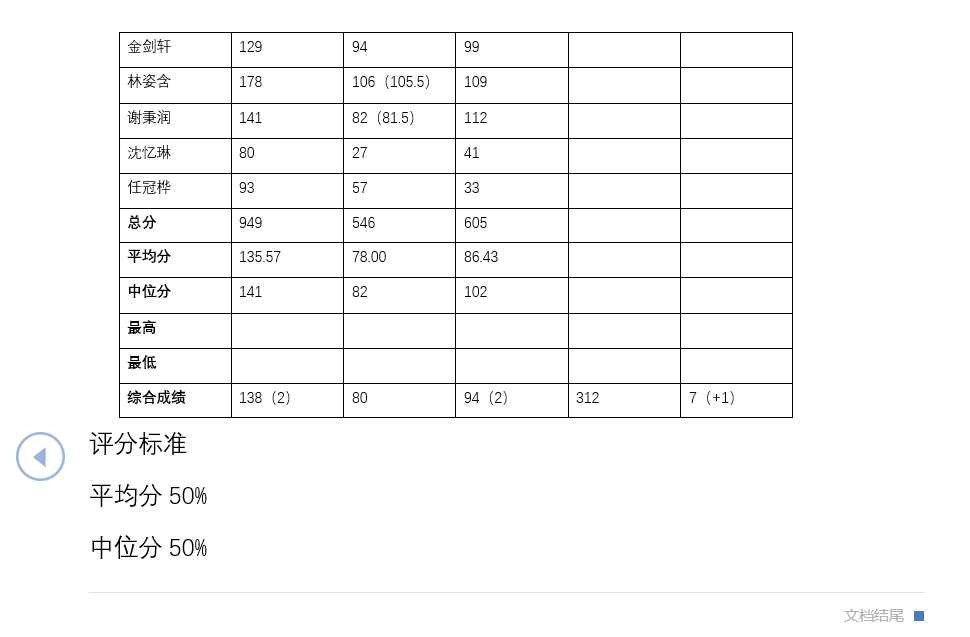 金剑轩 129 94 99
林姿含 178 106（105.5） 109
谢秉润 141 82（81.5） 112
沈忆琳 80 27 41
任冠桦 93 57 33
总分 949 546 605
平均分 135.57 78.00 86.43
中位分 141 82 102
最高
最低
综合成绩 138（2） 80 94（2） 312 7（+1）
评分标准
平均分 50%
中位分 50%
文档结尾